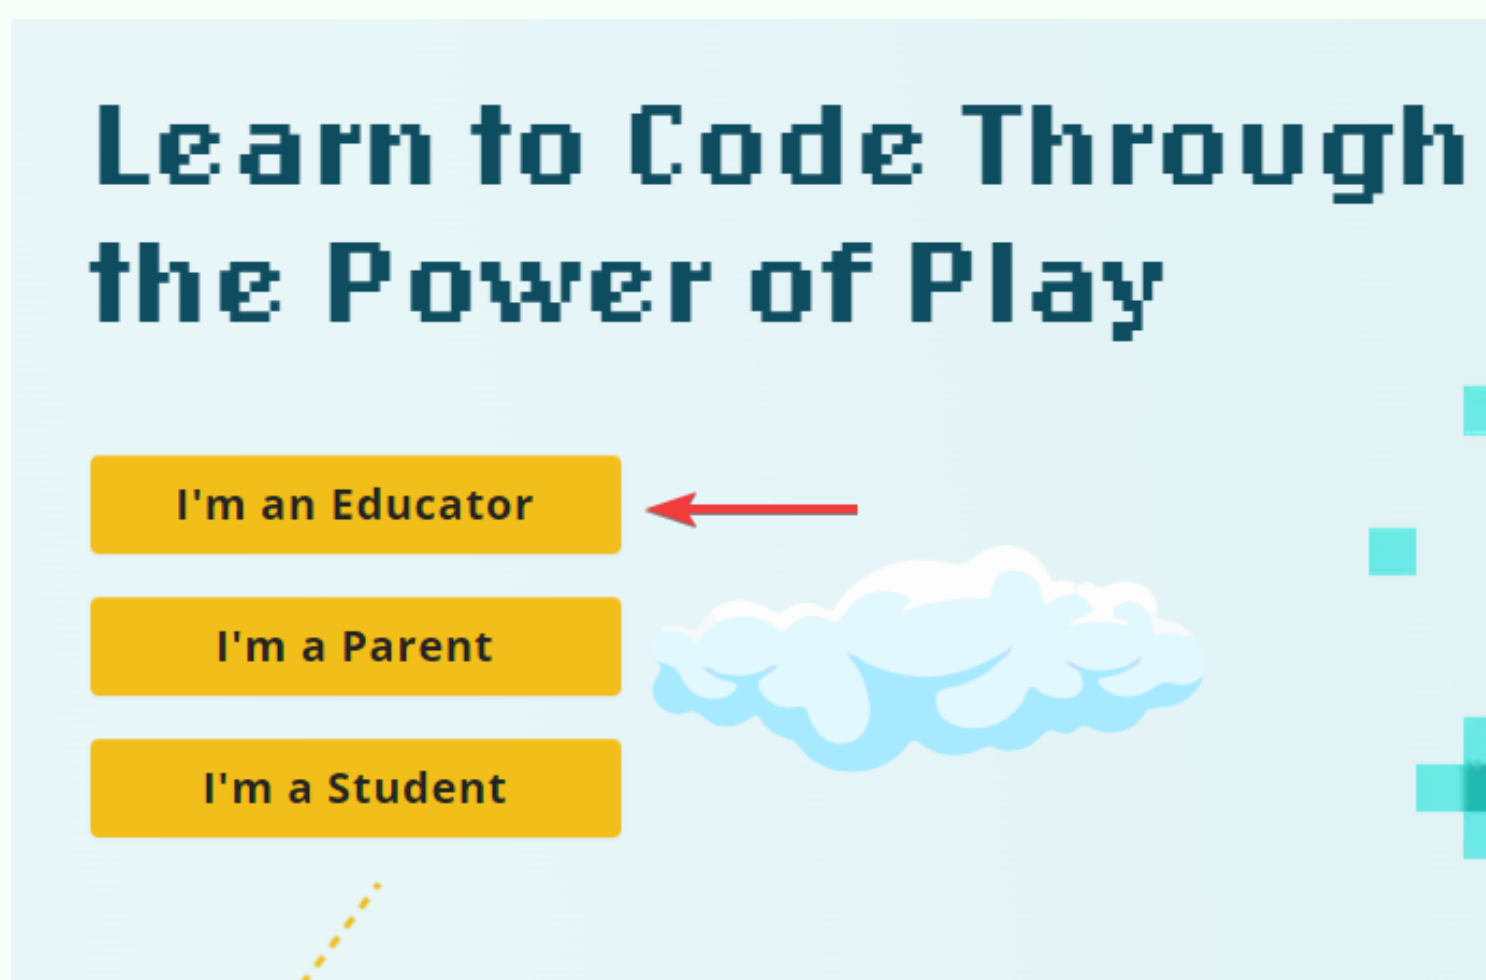 Learn to Code Through
the Power of Play
I'm an Educator
I'm a Parent
I'm a Student